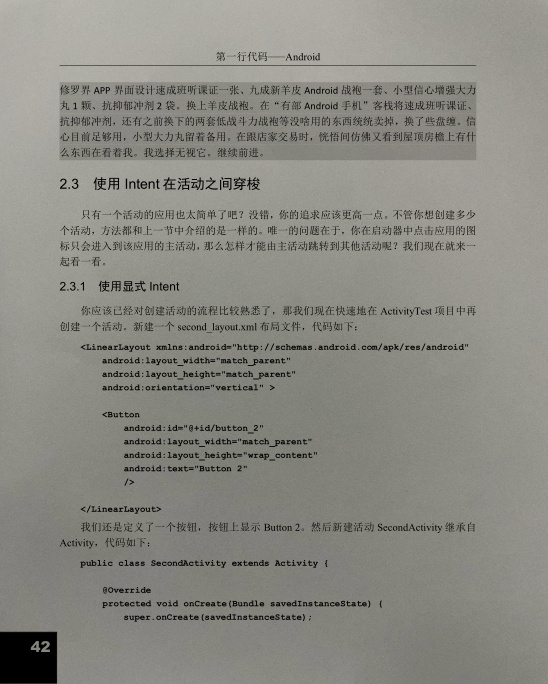 第一行代码——Android
修罗界 APP 界面设计速成班听课证一张、九成新羊皮 Android 战袍一套、小型信心增强大力
丸 1 颗、抗抑郁冲剂 2 袋。换上羊皮战袍。在“有部 Android 手机”客栈将速成班听课证、
抗抑郁冲剂，还有之前换下的两套低战斗力战袍等没啥用的东西统统卖掉，换了些盘缠。信
心目前足够用，小型大力丸留着备用。在跟店家交易时，恍惚间仿佛又看到屋顶房檐上有什
么东西在看着我。我选择无视它。继续前进。
2.3 使用 Intent 在活动之间穿梭
只有一个活动的应用也太简单了吧？没错，你的追求应该更高一点。不管你想创建多少
个活动，方法都和上一节中介绍的是一样的。唯一的问题在于，你在启动器中点击应用的图
标只会进入到该应用的主活动，那么怎样才能由主活动跳转到其他活动呢？我们现在就来一
起看一看。
2.3.1 使用显式 Intent
你应该已经对创建活动的流程比较熟悉了，那我们现在快速地在 ActivityTest 项目中再
创建一个活动。新建一个 second_layout.xml 布局文件，代码如下：
<LinearLayout xmlns:android="http://schemas.android.com/apk/res/android"
android:layout_width="match_parent"
android:layout_height="match_parent"
android:orientation="vertical" >
<Button
android:id="@+id/button_2"
android:layout_width="match_parent"
android:layout_height="wrap_content"
android:text="Button 2"
/>
</LinearLayout>
我们还是定义了一个按钮，按钮上显示 Button 2。然后新建活动 SecondActivity 继承自
Activity，代码如下：
public class SecondActivity extends Activity {
@Override
protected void onCreate(Bundle savedInstanceState) {
super.onCreate(savedInstanceState);
42